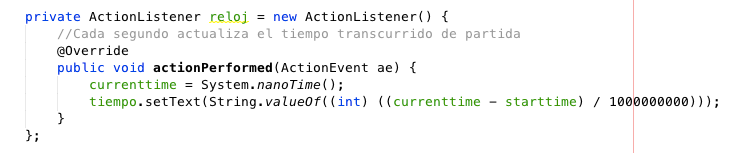 private ActionListener reloj = new ActionListener() {
//Cada segundo actualiza el tiempo transcurrido de partida
@Override
public void actionPerformed(ActionEvent ae) {
currenttime = System.nanoTime();
tiempo.setText(String.valueOf((int) ((currenttime - starttime) / 1000000000)));
}
};